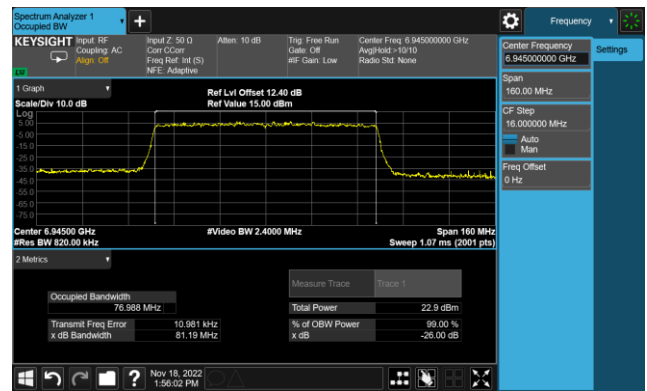 Spectrum Analyzer 1
Occupied BW
Frequency
KEYSIGHT
Input: RF
Coupling: AC
Align: Off
Input Z: 50 Ω
Corr CCorr
Freq Ref: Int (S)
NFE: Adaptive
Atten: 10 dB
Trig: Free Run
Gate: Off
#IF Gain: Low
Center Freq: 6.945000000 GHz
Avg|Hold:>10/10
Radio Std: None
Center Frequency
6.945000000 GHz
Settings
Span
160.00 MHz
CF Step
16.000000 MHz
Auto
Man
Freq Offset
0 Hz
1 Graph
Scale/Div 10.0 dB
Ref Lvl Offset 12.40 dB
Ref Value 15.00 dBm
Log
5.00
-5.00
-15.0
-25.0
-35.0
-45.0
-55.0
-65.0
-75.0
Center 6.94500 GHz
#Video BW 2.4000 MHz
Span 160 MHz
#Res BW 820.00 kHz
Sweep 1.07 ms (2001 pts)
2 Metrics
Measure Trace
Trace 1
Occupied Bandwidth
76.988 MHz
Total Power
22.9 dBm
Transmit Freq Error
10.981 kHz
% of OBW Power
99.00 %
x dB Bandwidth
81.19 MHz
x dB
-26.00 dB
?
Nov 18, 2022
1:56:02 PM